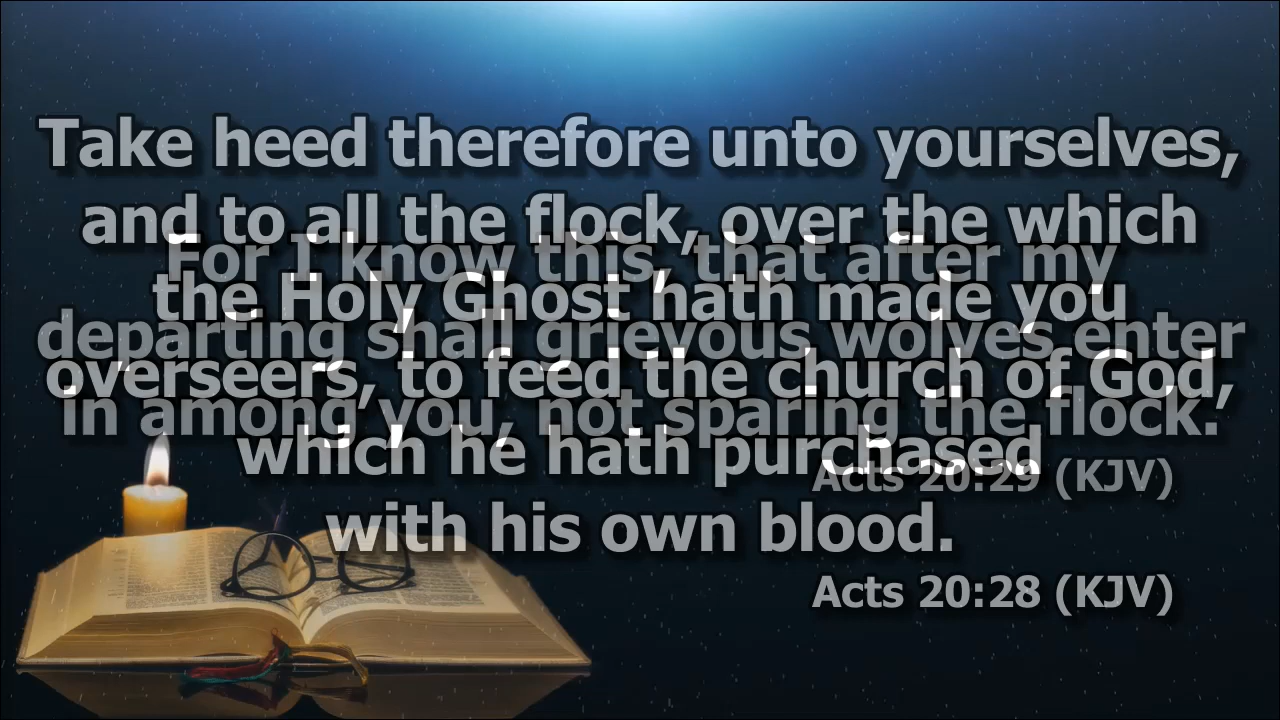 Take heed therefore unto yourselves,
and to all the flock, over the which
the Holy Ghost hath made you
overseers, to feed the church of God,
which he hath purchased
with his own blood.
Acts 20:28 (KJV)
For I know this, that after my
departing shall grievous wolves enter
in among you, not sparing the flock.
Acts 20:29 (KJV)